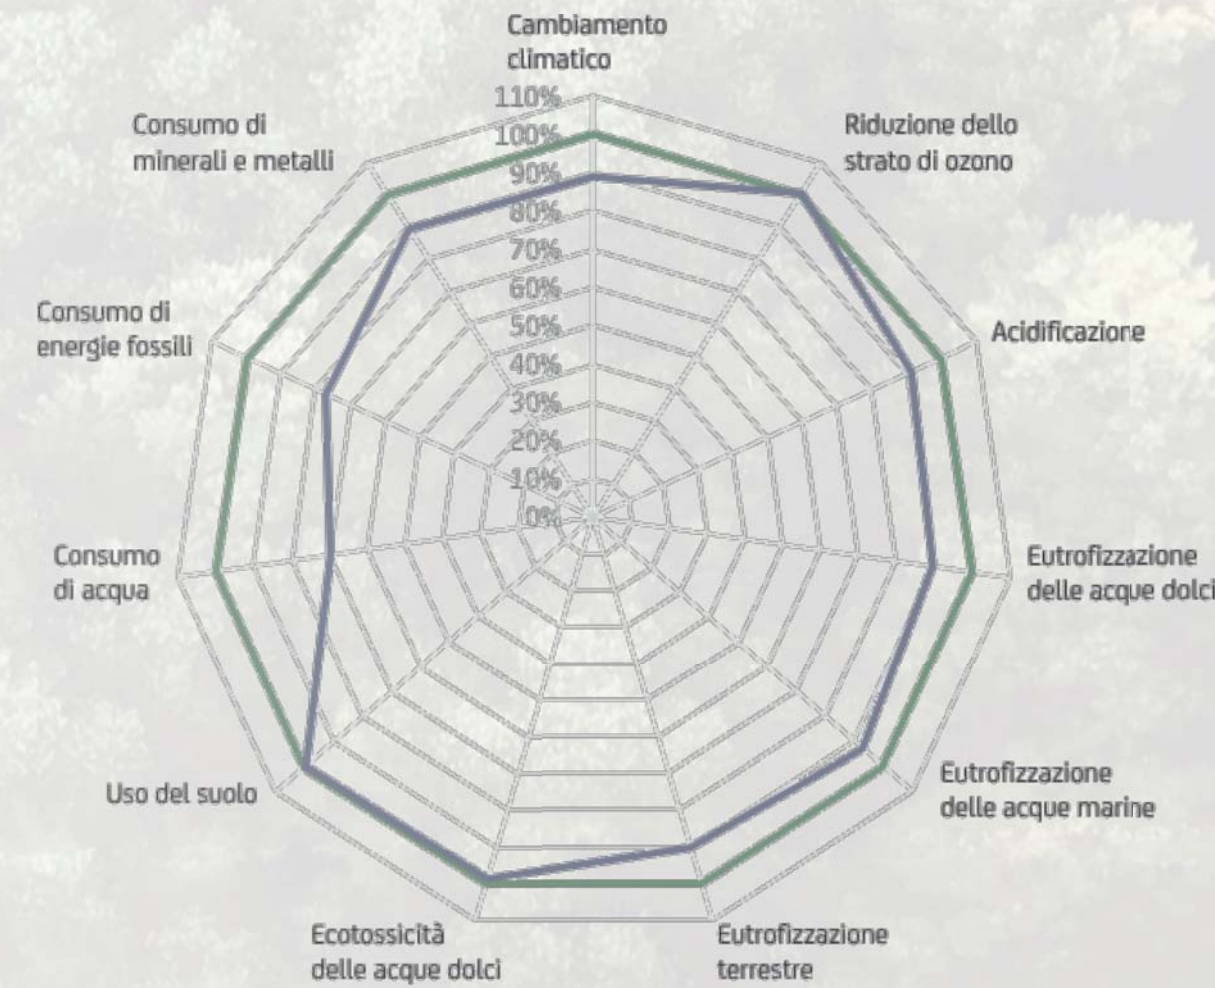 Cambiamento
climatico
110%
100%
90%
80%
70%
60%
50%
40%
30%
20%
10%
0%
Riduzione dello
strato di ozono
Acidificazione
Eutrofizzazione
delle acque dolci
Eutrofizzazione
delle acque marine
Eutrofizzazione
terrestre
Ecotossicità
delle acque dolci
Uso del suolo
Consumo
di acqua
Consumo di
energie fossili
Consumo di
minerali e metalli